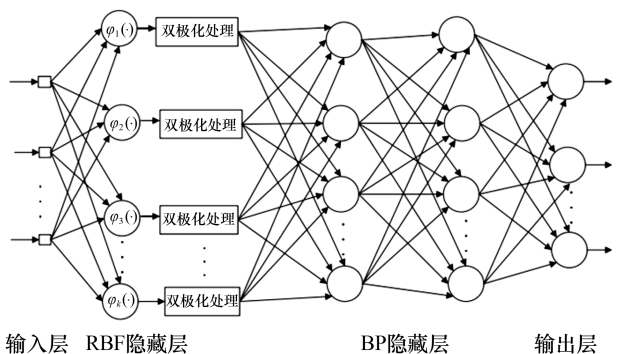 φ1(·) 双极化处理
φ2(·) 双极化处理
φ3(·) 双极化处理
φk(·) 双极化处理
输入层 RBF隐藏层 BP隐藏层 输出层